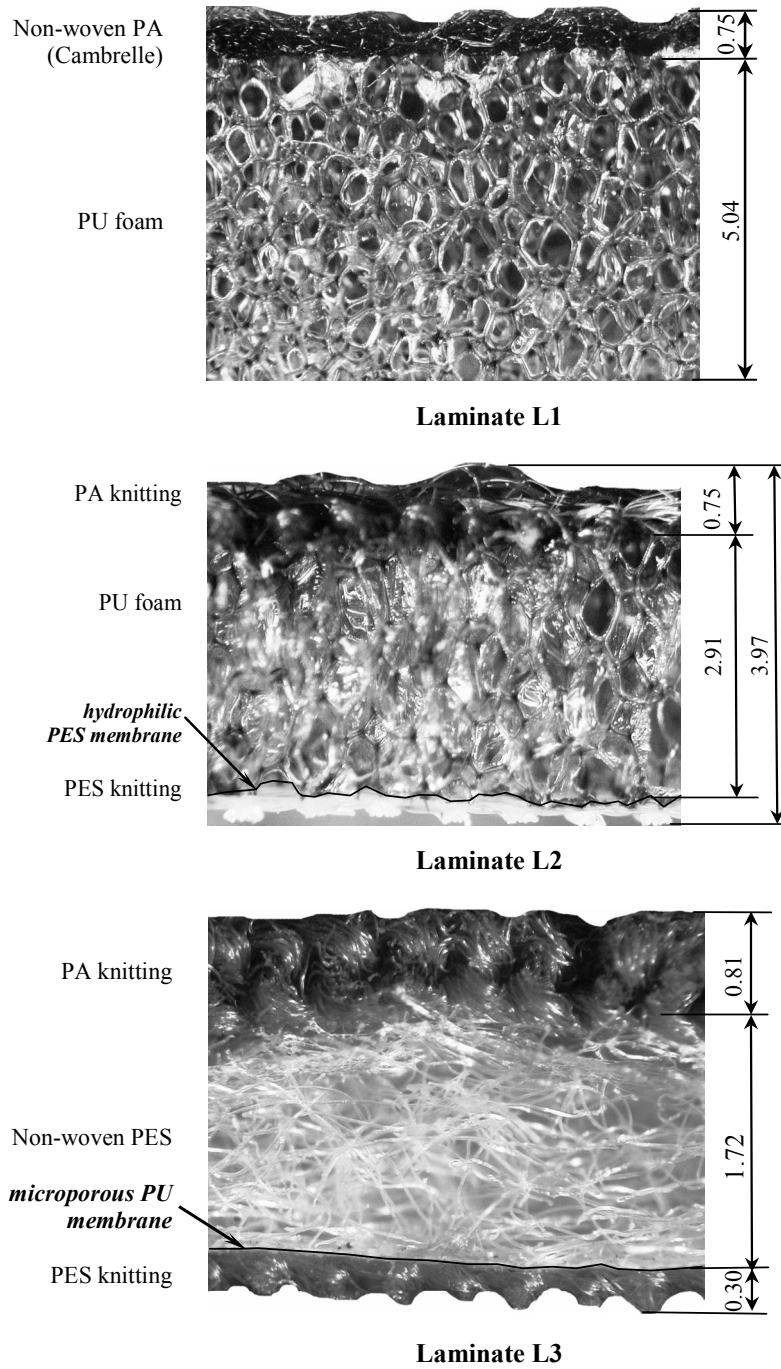 Non-woven PA
(Cambrelle)
0.75
PU foam
5.04
Laminate L1
PA knitting
0.75
PU foam
2.91
3.97
hydrophilic
PES membrane
PES knitting
Laminate L2
PA knitting
0.81
Non-woven PES
1.72
microporous PU
membrane
PES knitting
0.30
Laminate L3